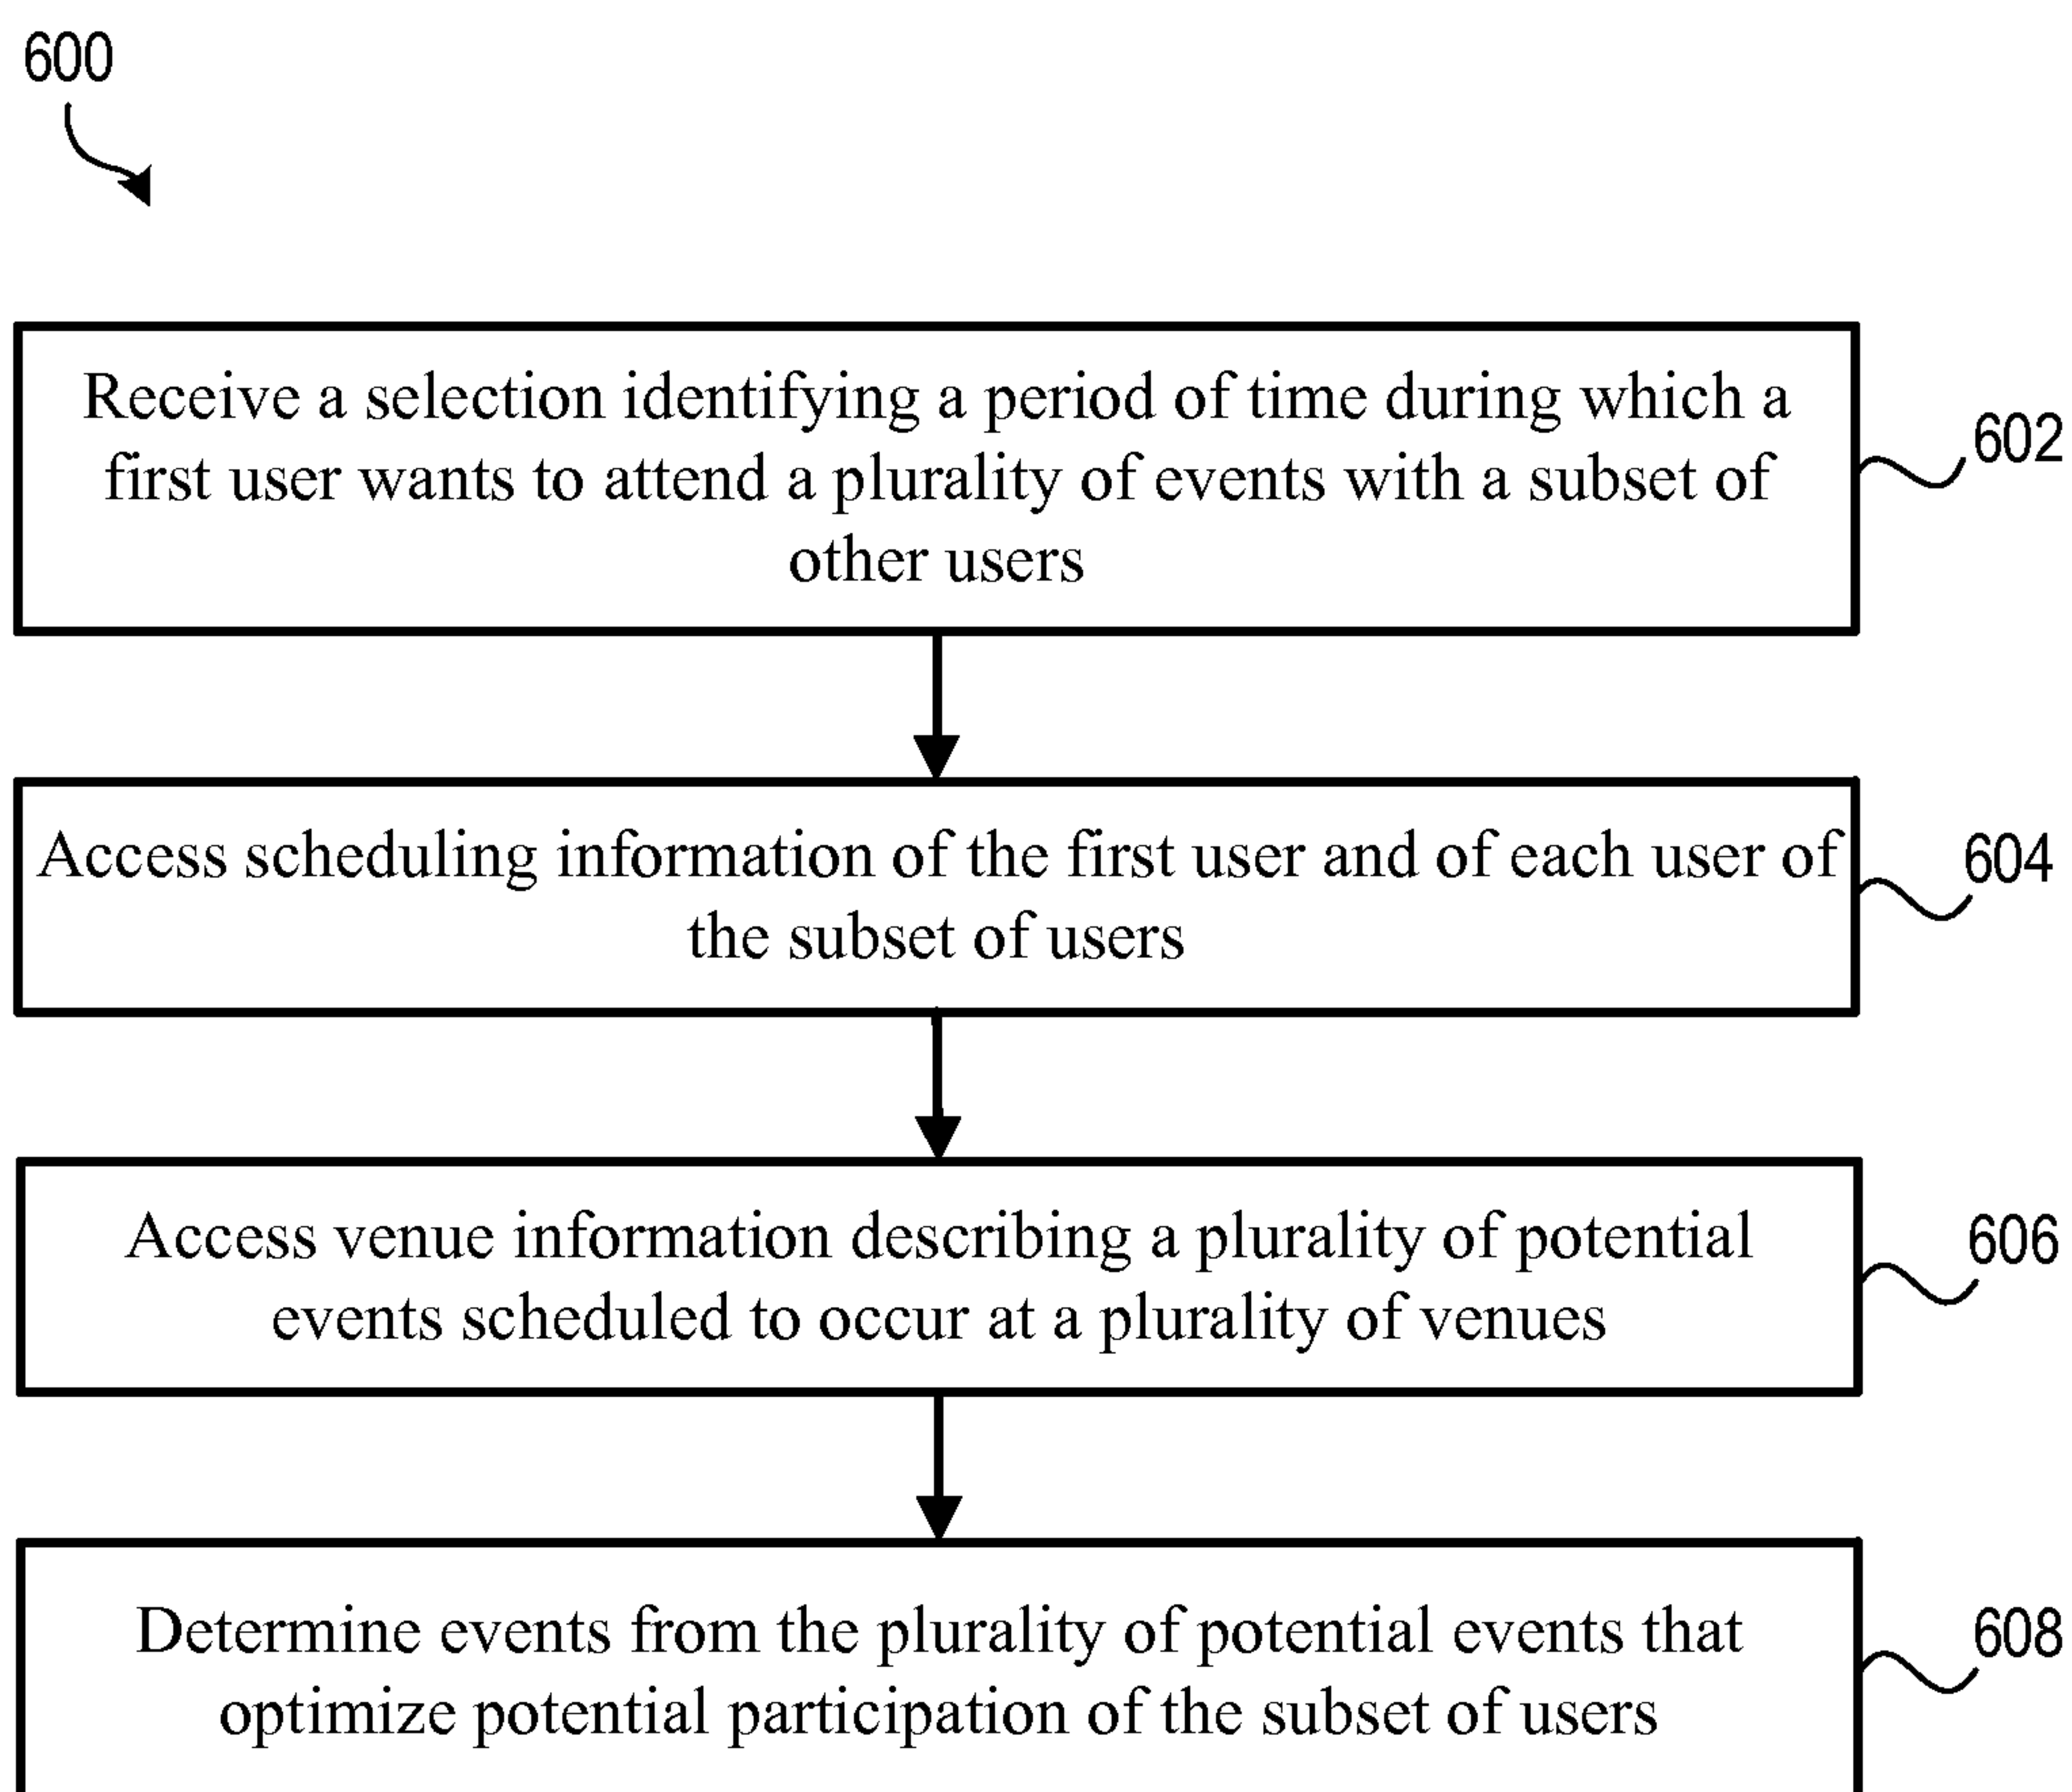 600
Receive a selection identifying a period of time during which a
first user wants to attend a plurality of events with a subset of
other users
602
Access scheduling information of the first user and of each user of
the subset of users
604
Access venue information describing a plurality of potential
events scheduled to occur at a plurality of venues
606
Determine events from the plurality of potential events that
optimize potential participation of the subset of users
608